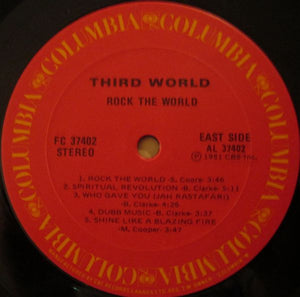 COLUMBIA COLUMBIA COLUMBIA COLUMBIA COLUMBIA COLUMBIA
THIRD WORLD
ROCK THE WORLD
FC 37402
STEREO
EAST SIDE
AL 37402
℗ 1981 CBS Inc.
1. ROCK THE WORLD -S. Coore- 3:46
2. SPIRITUAL REVOLUTION -B. Clarke- 5:11
3. WHO GAVE YOU (JAH RASTAFARI)
B. Clarke- 4:26
4. DUBB MUSIC -B. Clarke- 3:37
5. SHINE LIKE A BLAZING FIRE
-M. Cooper- 3:47